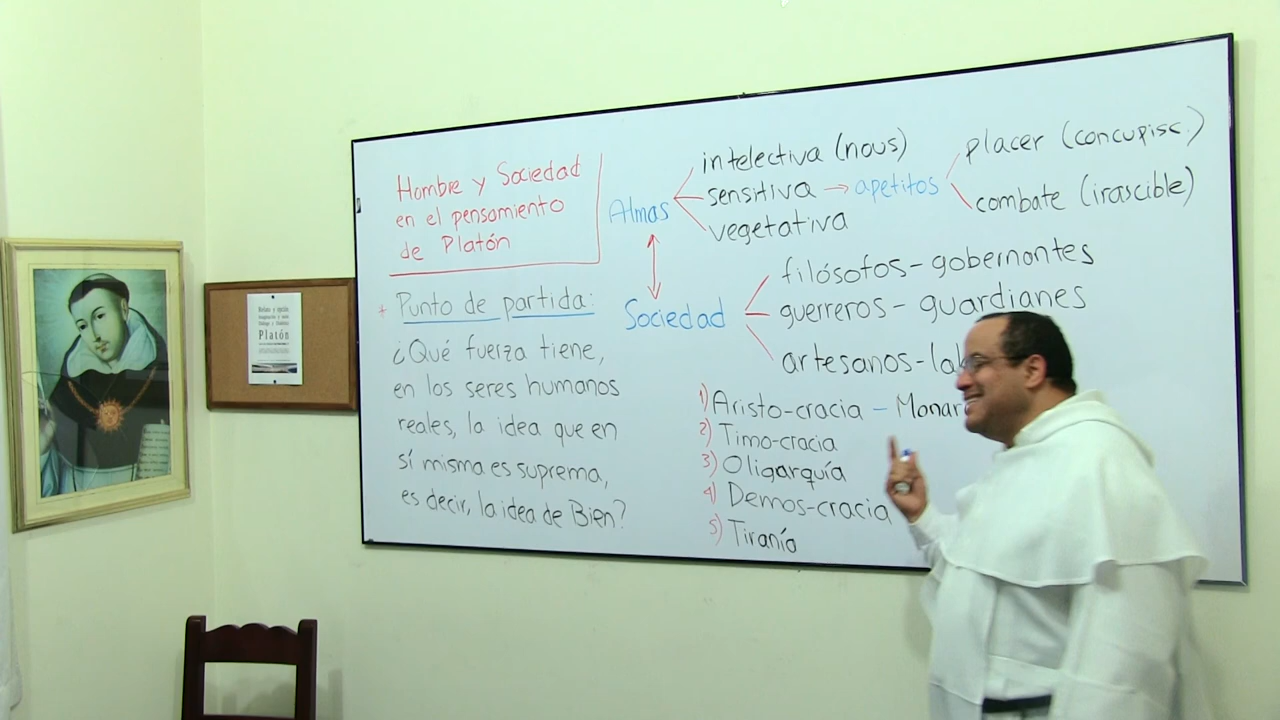 Hombre y Sociedad
en el pensamiento
de Platón
+ Punto de partida:
¿Qué fuerza tiene,
en los seres humanos
reales, la idea que en
sí misma es suprema,
es decir, la idea de Bien?
Almas
intelectiva (nous)
sensitiva → apetitos
vegetativa
placer (concupisc.)
combate (irascible)
Sociedad
filósofos - gobernantes
guerreros - guardianes
artesanos -
1) Aristo-cracia -
2) Timo-cracia
3) Oligarquía
4) Demos-cracia
5) Tiranía
Platón